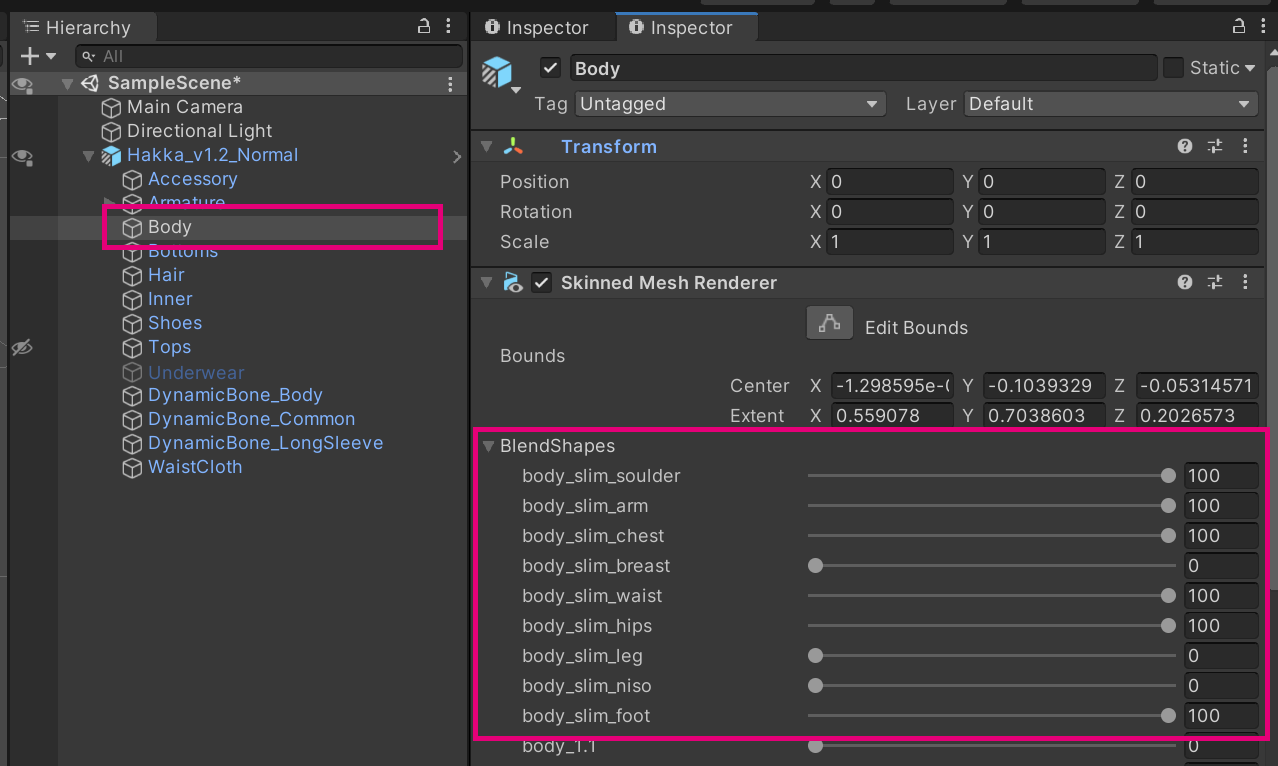 Hierarchy
All
SampleScene*
Main Camera
Directional Light
Hakka_v1.2_Normal
Accessory
Armature
Body
Bottoms
Hair
Inner
Shoes
Tops
Underwear
DynamicBone_Body
DynamicBone_Common
DynamicBone_LongSleeve
WaistCloth
Inspector Inspector
Body Static
Tag Untagged Layer Default
Transform
Position X 0 Y 0 Z 0
Rotation X 0 Y 0 Z 0
Scale X 1 Y 1 Z 1
Skinned Mesh Renderer
Edit Bounds
Bounds
Center X -1.298595e-0 Y -0.1039329 Z -0.05314571
Extent X 0.559078 Y 0.7038603 Z 0.2026573
BlendShapes
body_slim_soulder 100
body_slim_arm 100
body_slim_chest 100
body_slim_breast 0
body_slim_waist 100
body_slim_hips 100
body_slim_leg 0
body_slim_niso 0
body_slim_foot 100
body_1.1 0